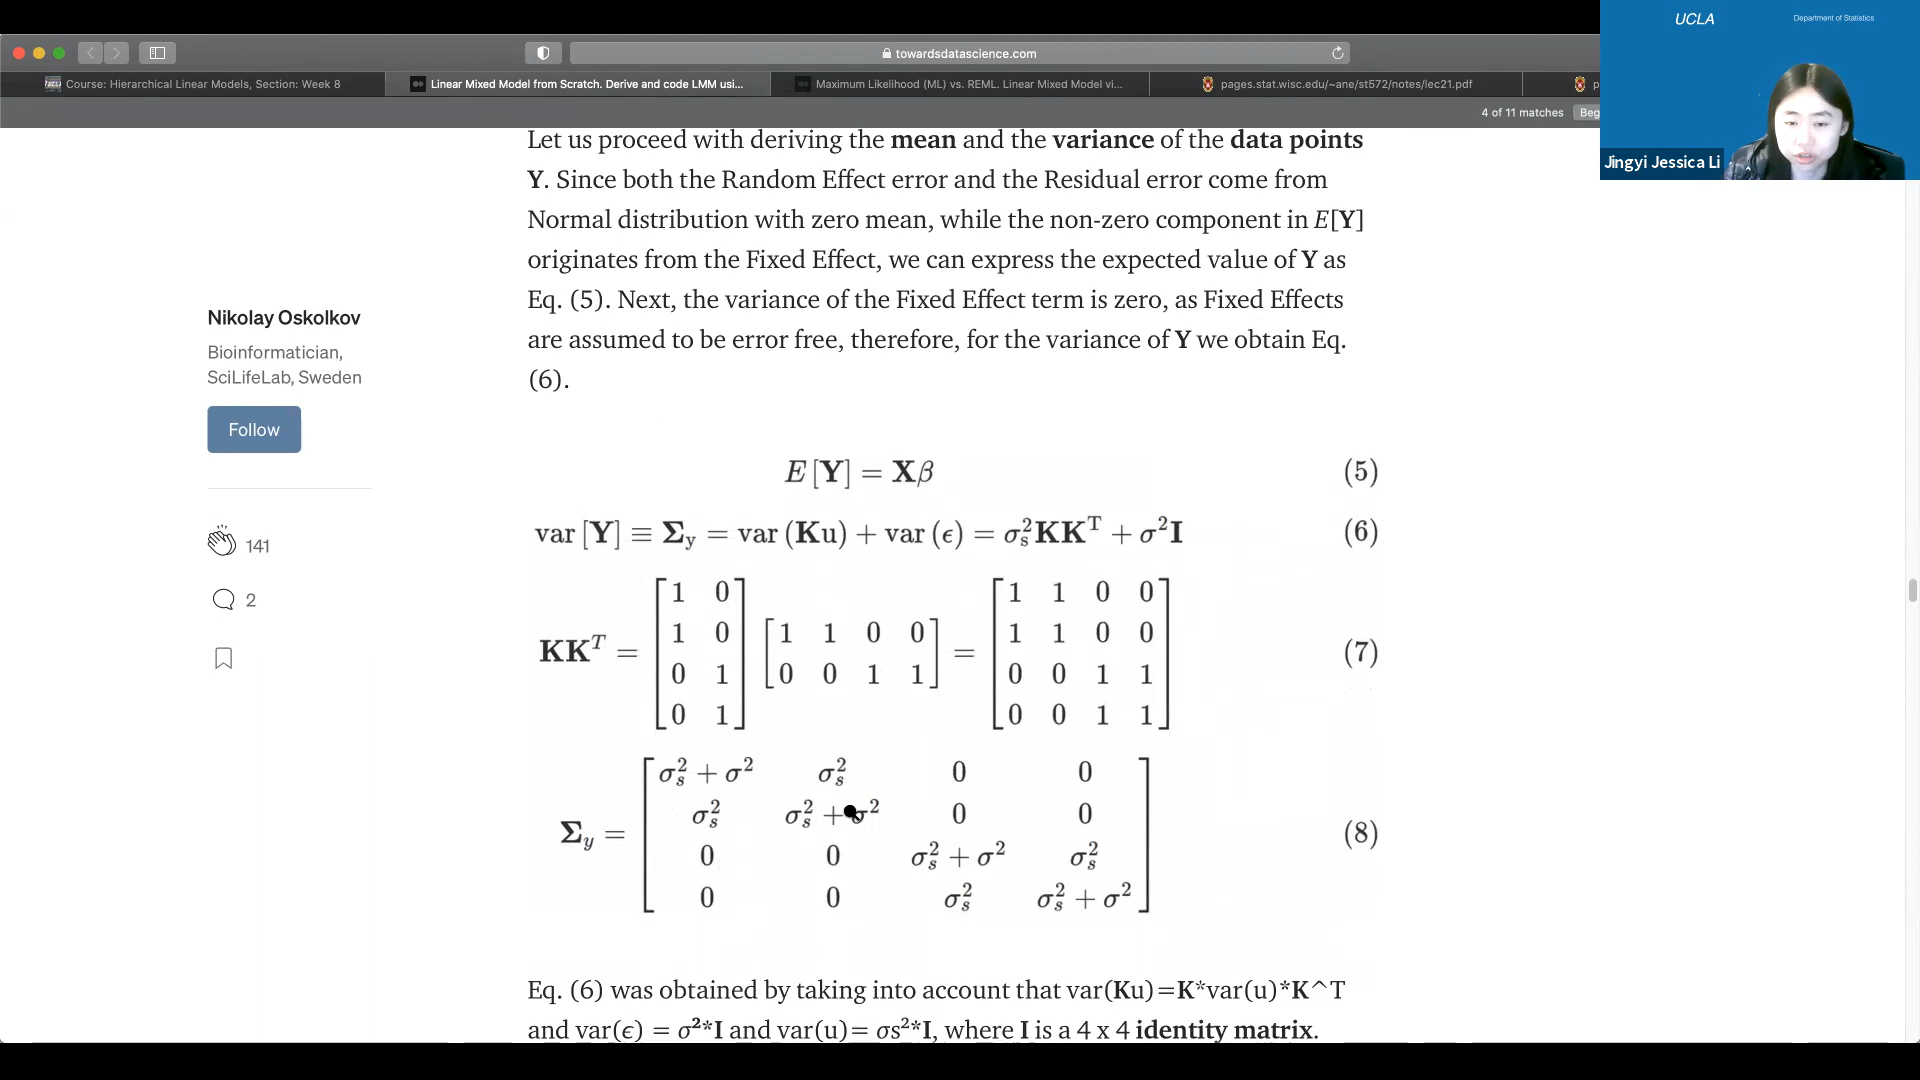 UCLA
Department of Statistics
towardsdatascience.com
Course: Hierarchical Linear Models, Section: Week 8
Linear Mixed Model from Scratch. Derive and code LMM usi...
Maximum Likelihood (ML) vs. REML. Linear Mixed Model vi...
pages.stat.wisc.edu/~ane/st572/notes/lec21.pdf
p
4 of 11 matches
Beg
Jingyi Jessica Li
Let us proceed with deriving the mean and the variance of the data points
Y. Since both the Random Effect error and the Residual error come from
Normal distribution with zero mean, while the non-zero component in E[Y]
originates from the Fixed Effect, we can express the expected value of Y as
Eq. (5). Next, the variance of the Fixed Effect term is zero, as Fixed Effects
are assumed to be error free, therefore, for the variance of Y we obtain Eq.
(6).
Nikolay Oskolkov
Bioinformatician,
SciLifeLab, Sweden
Follow
141
2
E [Y] = Xβ (5)
var [Y] ≡ Σy = var (Ku) + var (ϵ) = σs²KKᵀ + σ²I (6)
KKᵀ = [1 0; 1 0; 0 1; 0 1] [1 1 0 0; 0 0 1 1] = [1 1 0 0; 1 1 0 0; 0 0 1 1; 0 0 1 1] (7)
Σy = [σs² + σ² σs² 0 0; σs² σs² + σ² 0 0; 0 0 σs² + σ² σs²; 0 0 σs² σs² + σ²] (8)
Eq. (6) was obtained by taking into account that var(Ku)=K*var(u)*K^T
and var(ϵ) = σ²*I and var(u)= σs²*I, where I is a 4 x 4 identity matrix.